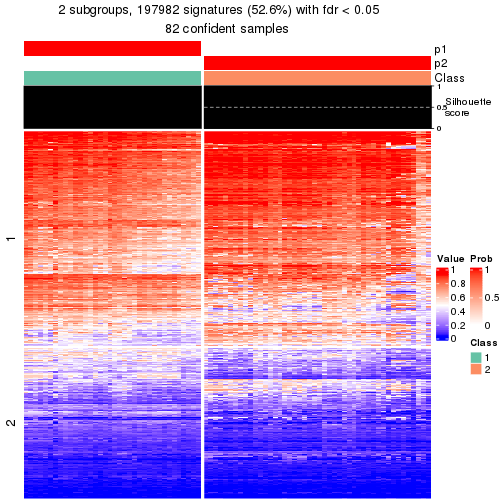 2 subgroups, 197982 signatures (52.6%) with fdr < 0.05
82 confident samples
p1
p2
Class
1
0.5
0
Silhouette
score
1
2
Value
1
0.8
0.6
0.4
0.2
0
Prob
1
0.5
0
Class
1
2